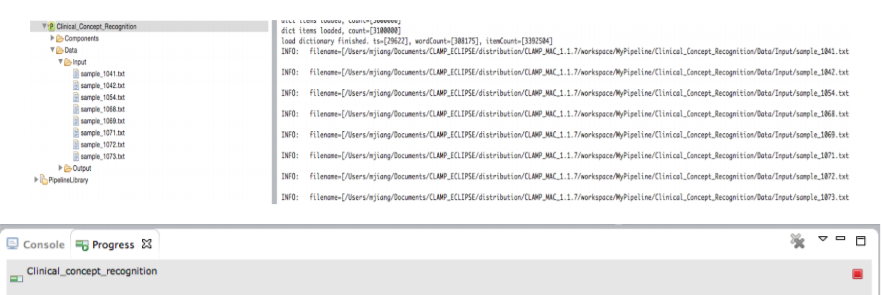 Clinical_Concept_Recognition
Components
Data
Input
sample_1041.txt
sample_1042.txt
sample_1054.txt
sample_1068.txt
sample_1069.txt
sample_1071.txt
sample_1072.txt
sample_1073.txt
Output
PipelineLibrary
dict items loaded, count=[3000000]
dict items loaded, count=[3100000]
load dictionary finished. ts=[29622], wordCount=[308175], itemCount=[3392504]
INFO: filename=[/Users/mjiang/Documents/CLAMP_ECLIPSE/distribution/CLAMP_MAC_1.1.7/workspace/MyPipeline/Clinical_Concept_Recognition/Data/Input/sample_1041.txt
INFO: filename=[/Users/mjiang/Documents/CLAMP_ECLIPSE/distribution/CLAMP_MAC_1.1.7/workspace/MyPipeline/Clinical_Concept_Recognition/Data/Input/sample_1042.txt
INFO: filename=[/Users/mjiang/Documents/CLAMP_ECLIPSE/distribution/CLAMP_MAC_1.1.7/workspace/MyPipeline/Clinical_Concept_Recognition/Data/Input/sample_1054.txt
INFO: filename=[/Users/mjiang/Documents/CLAMP_ECLIPSE/distribution/CLAMP_MAC_1.1.7/workspace/MyPipeline/Clinical_Concept_Recognition/Data/Input/sample_1068.txt
INFO: filename=[/Users/mjiang/Documents/CLAMP_ECLIPSE/distribution/CLAMP_MAC_1.1.7/workspace/MyPipeline/Clinical_Concept_Recognition/Data/Input/sample_1069.txt
INFO: filename=[/Users/mjiang/Documents/CLAMP_ECLIPSE/distribution/CLAMP_MAC_1.1.7/workspace/MyPipeline/Clinical_Concept_Recognition/Data/Input/sample_1071.txt
INFO: filename=[/Users/mjiang/Documents/CLAMP_ECLIPSE/distribution/CLAMP_MAC_1.1.7/workspace/MyPipeline/Clinical_Concept_Recognition/Data/Input/sample_1072.txt
INFO: filename=[/Users/mjiang/Documents/CLAMP_ECLIPSE/distribution/CLAMP_MAC_1.1.7/workspace/MyPipeline/Clinical_Concept_Recognition/Data/Input/sample_1073.txt
Console Progress
Clinical_concept_recognition